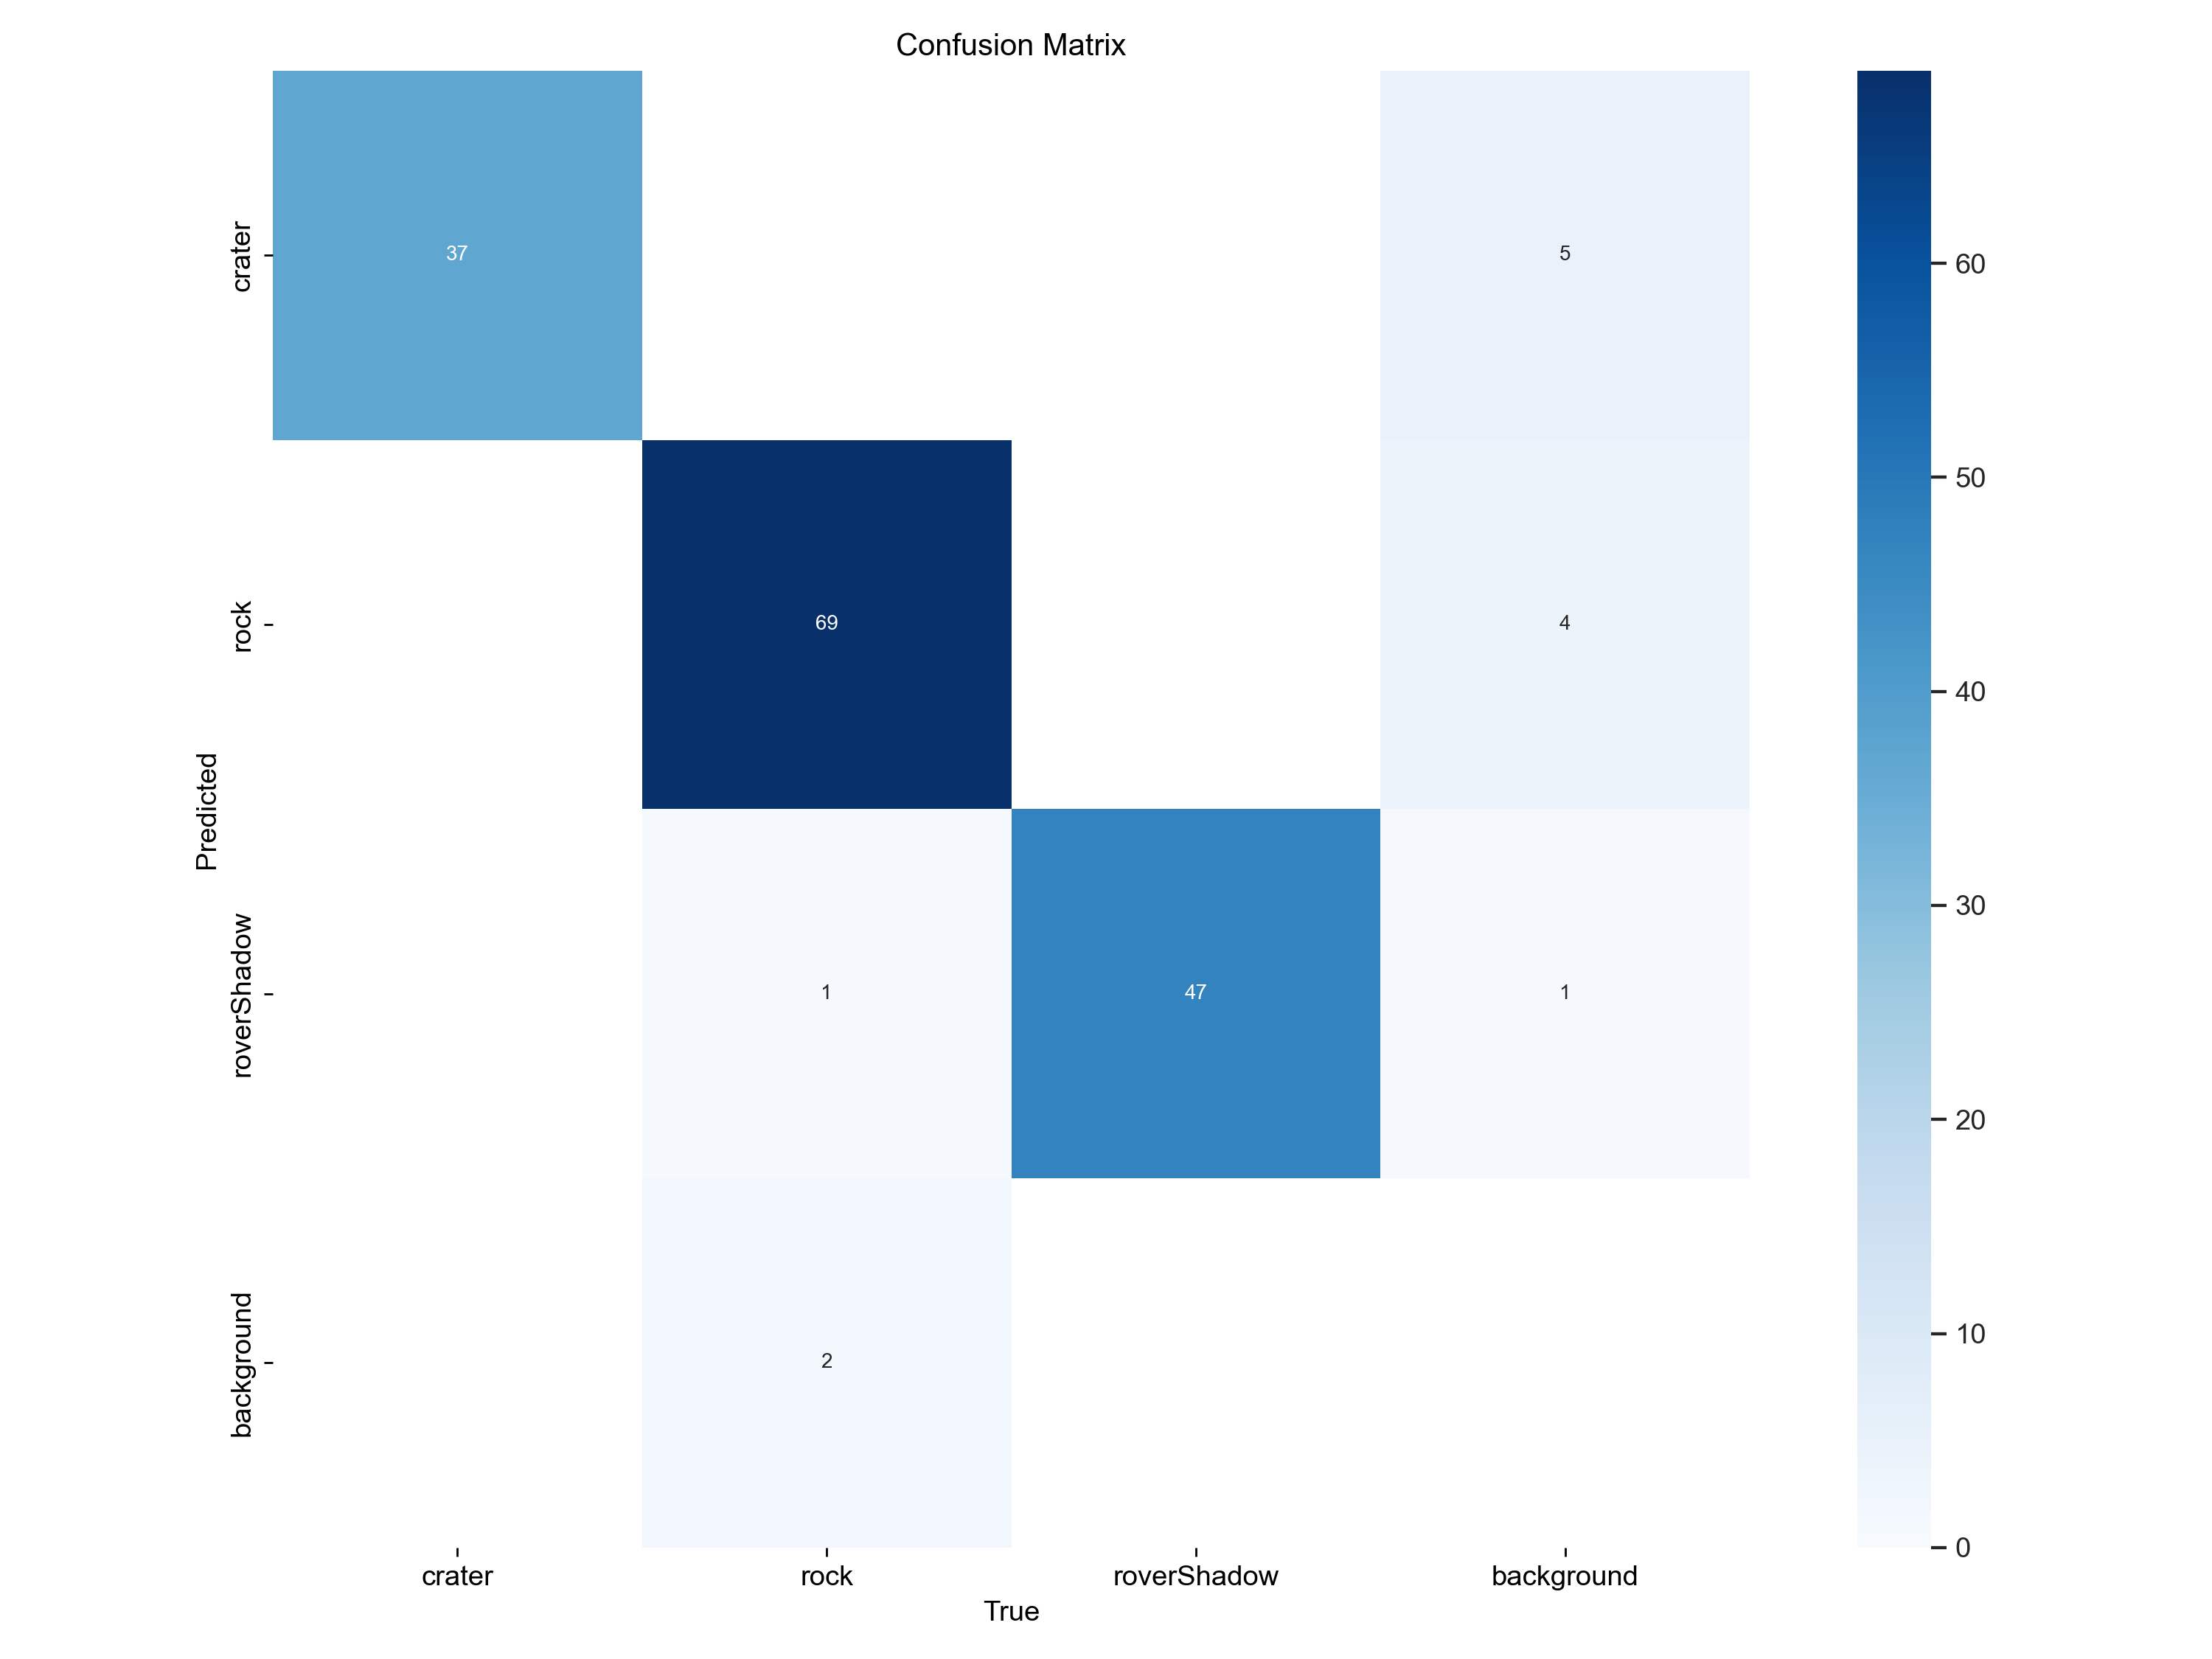 Confusion Matrix
crater
37
5
60
50
rock
69
4
40
Predicted
30
roverShadow
1
47
1
20
background
2
10
0
crater rock roverShadow background
True